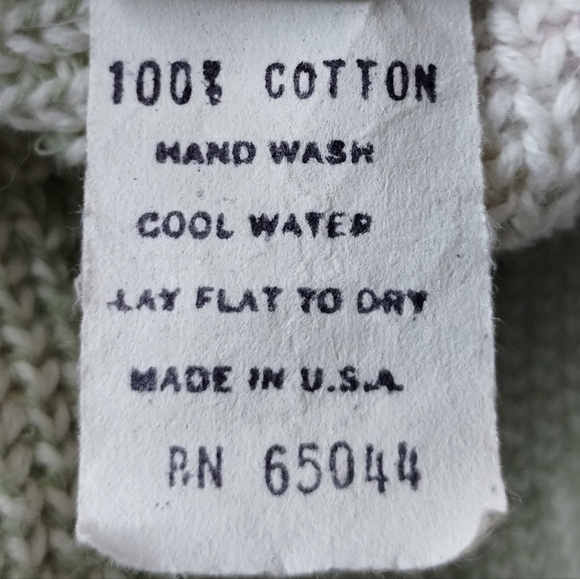 100% COTTON
HAND WASH
COOL WATER
LAY FLAT TO DRY
MADE IN U.S.A.
RN 65044